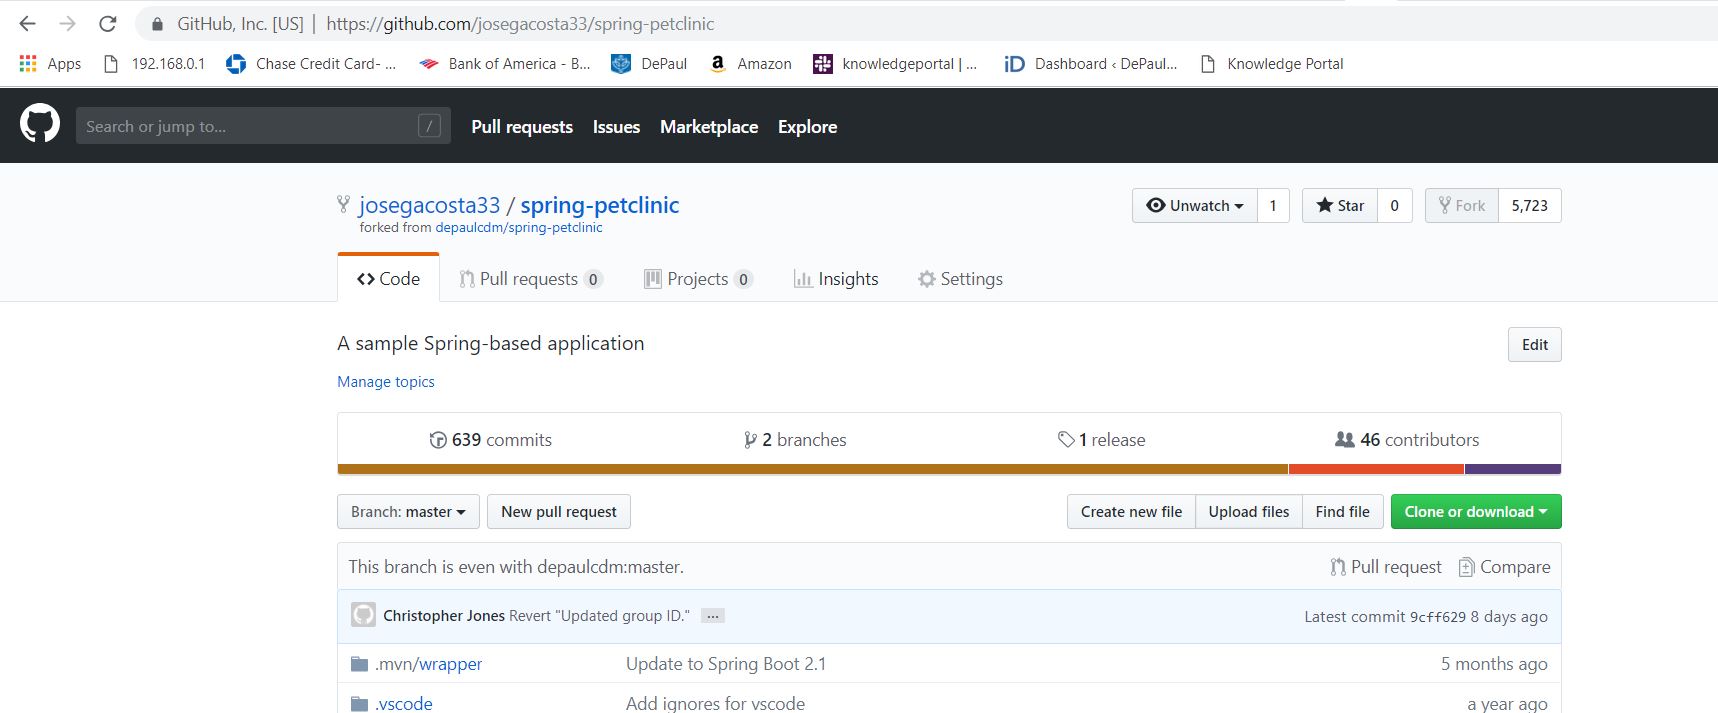 GitHub, Inc. [US] | https://github.com/josegacosta33/spring-petclinic
Apps 192.168.0.1 Chase Credit Card- ... Bank of America - B... DePaul Amazon knowledgeportal | ... iD Dashboard ‹ DePaul... Knowledge Portal
Search or jump to... / Pull requests Issues Marketplace Explore
josegacosta33 / spring-petclinic Unwatch 1 Star 0 Fork 5,723
forked from depaulcdm/spring-petclinic
Code Pull requests 0 Projects 0 Insights Settings
A sample Spring-based application Edit
Manage topics
639 commits 2 branches 1 release 46 contributors
Branch: master New pull request Create new file Upload files Find file Clone or download
This branch is even with depaulcdm:master. Pull request Compare
Christopher Jones Revert "Updated group ID." ... Latest commit 9cff629 8 days ago
.mvn/wrapper Update to Spring Boot 2.1 5 months ago
.vscode Add ignores for vscode a year ago